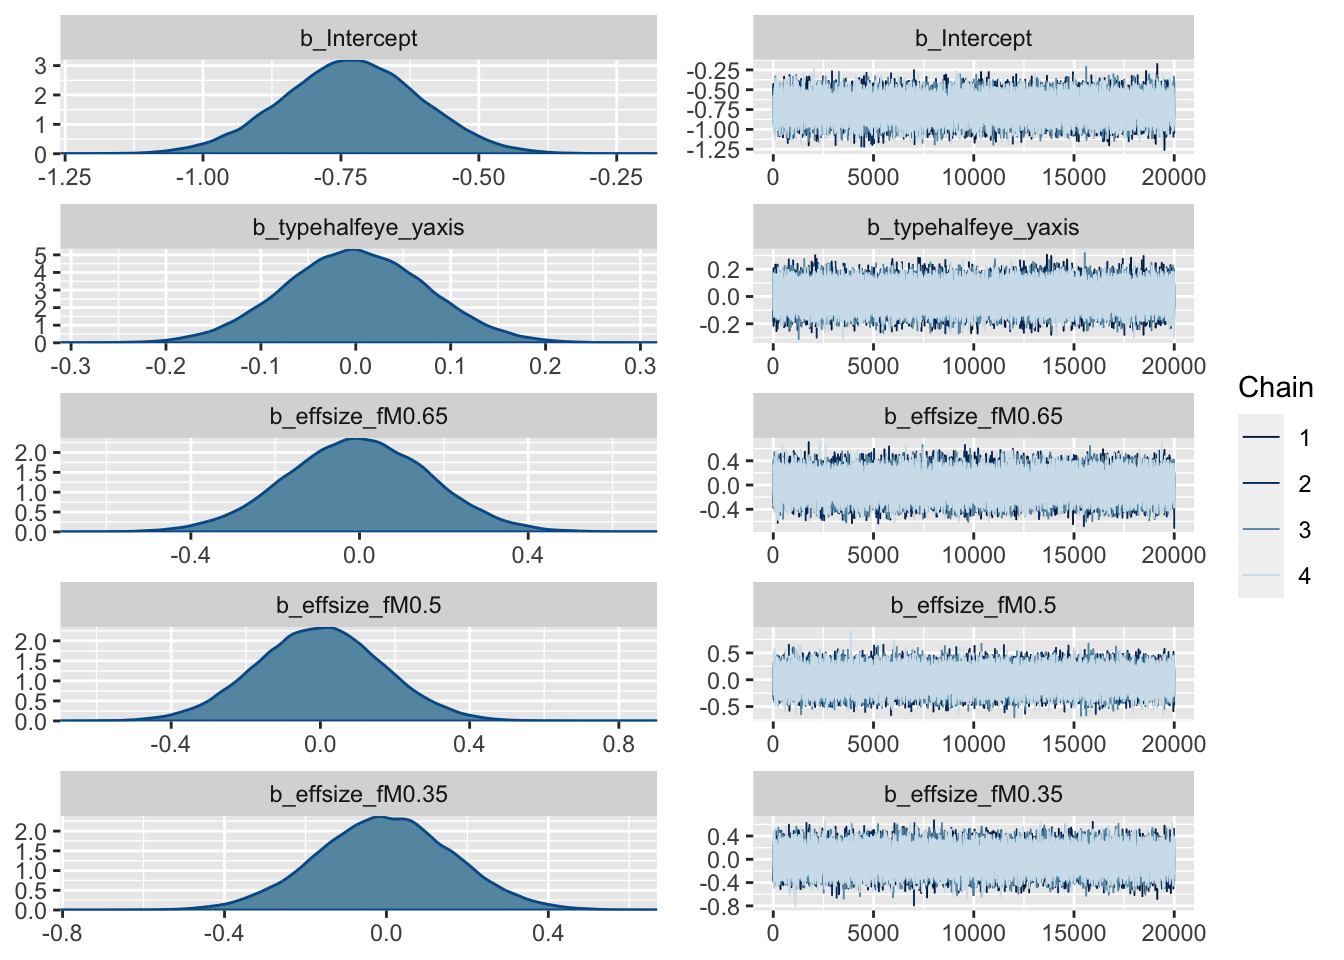 b_Intercept
3
2
1
0
-1.25 -1.00 -0.75 -0.50 -0.25
b_Intercept
-0.25
-0.50
-0.75
-1.00
-1.25
0 5000 10000 15000 20000
b_typehalfeye_yaxis
5
4
3
2
1
0
-0.3 -0.2 -0.1 0.0 0.1 0.2 0.3
b_typehalfeye_yaxis
0.2
0.0
-0.2
0 5000 10000 15000 20000
b_effsize_fM0.65
2.0
1.5
1.0
0.5
0.0
-0.4 0.0 0.4
b_effsize_fM0.65
0.4
0.0
-0.4
0 5000 10000 15000 20000
b_effsize_fM0.5
2.0
1.5
1.0
0.5
0.0
-0.4 0.0 0.4 0.8
b_effsize_fM0.5
0.5
0.0
-0.5
0 5000 10000 15000 20000
b_effsize_fM0.35
2.0
1.5
1.0
0.5
0.0
-0.8 -0.4 0.0 0.4
b_effsize_fM0.35
0.4
0.0
-0.4
-0.8
0 5000 10000 15000 20000
Chain
1
2
3
4